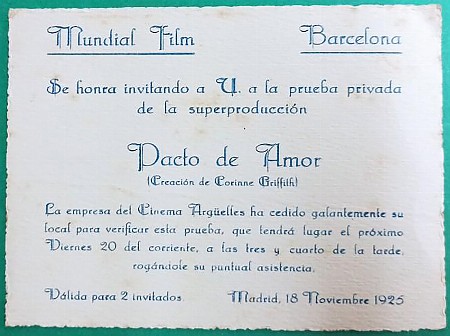 Mundial Film Barcelona
Se honra invitando a U. a la prueba privada
de la superproducción
Pacto de Amor
(Creación de Corinne Griffith)
La empresa del Cinema Argüelles ha cedido galantemente su
local para verificar esta prueba, que tendrá lugar el próximo
Viernes 20 del corriente, a las tres y cuarto de la tarde,
rogándole su puntual asistencia.
Válida para 2 invitados. Madrid, 18 Noviembre 1925